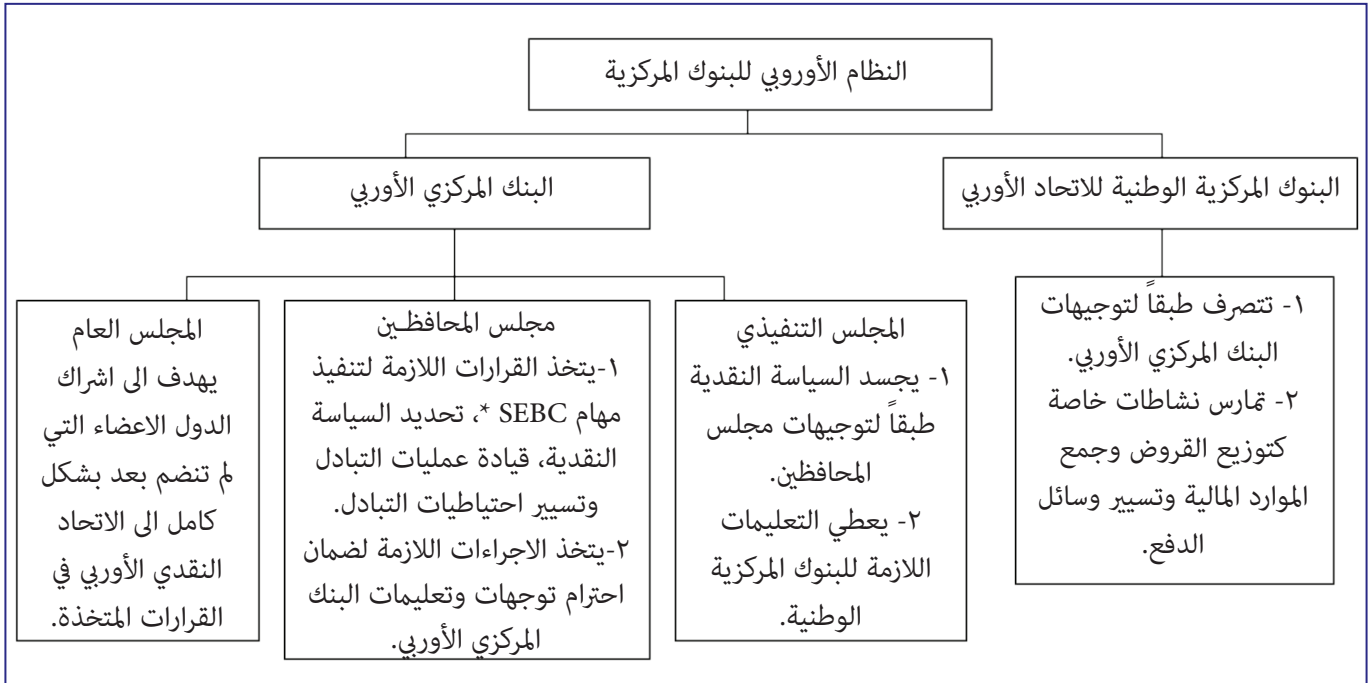 النظام الأوروبي للبنوك المركزية
البنوك المركزية الوطنية للاتحاد الأوربي
البنك المركزي الأوربي
١- تتصرف طبقاً لتوجيهات
البنك المركزي الأوربي.
٢- تمارس نشاطات خاصة
كتوزيع القروض وجمع
الموارد المالية وتسيير وسائل
الدفع.
المجلس التنفيذي
١- يجسد السياسة النقدية
طبقاً لتوجيهات مجلس
المحافظين.
٢- يعطي التعليمات
اللازمة للبنوك المركزية
الوطنية.
مجلس المحافظين
١-يتخذ القرارات اللازمة لتنفيذ
مهام SEBC *، تحديد السياسة
النقدية، قيادة عمليات التبادل
وتسيير احتياطيات التبادل.
٢-يتخذ الاجراءات اللازمة لضمان
احترام توجهات وتعليمات البنك
المركزي الأوربي.
المجلس العام
يهدف الى اشراك
الدول الاعضاء التي
لم تنضم بعد بشكل
كامل الى الاتحاد
النقدي الأوربي في
القرارات المتخذة.